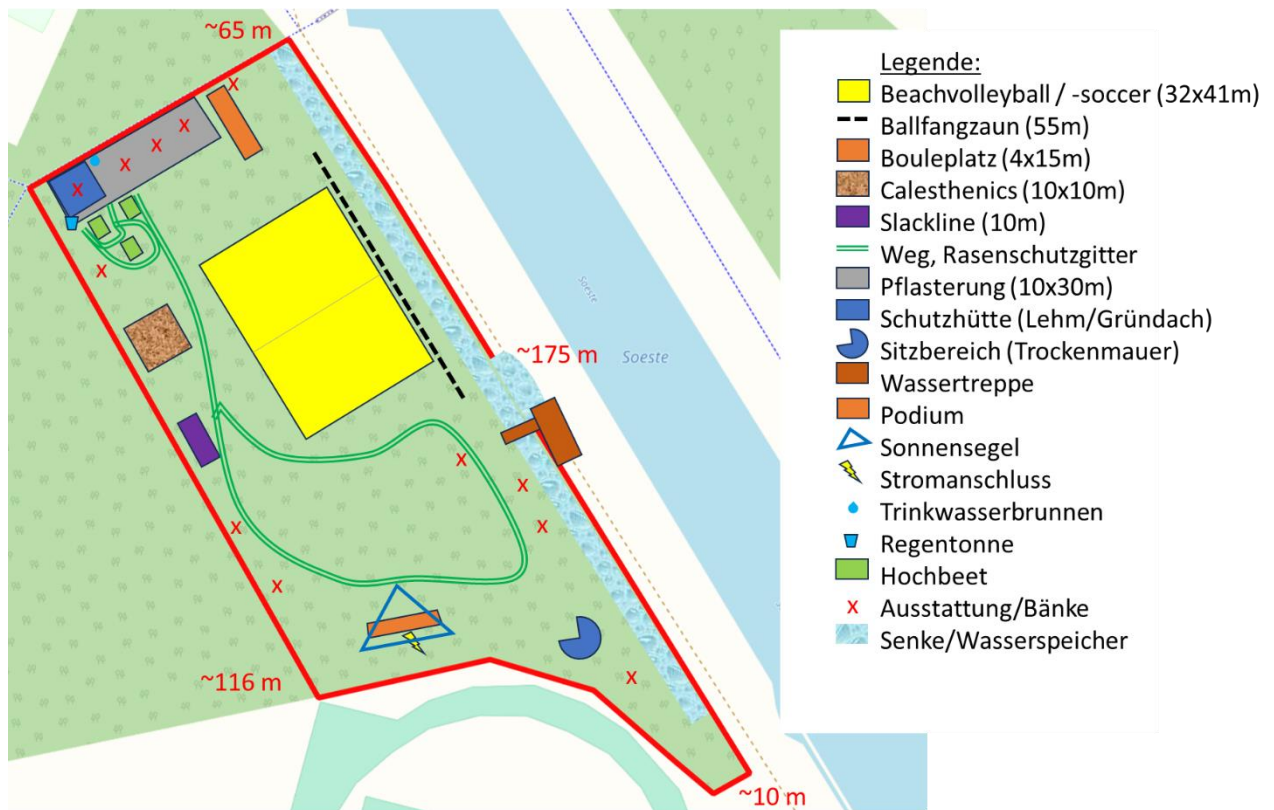 ~65 m
Legende:
Beachvolleyball / -soccer (32x41m)
Ballfangzaun (55m)
Bouleplatz (4x15m)
Calesthenics (10x10m)
Slackline (10m)
Weg, Rasenschutzgitter
Pflasterung (10x30m)
Schutzhütte (Lehm/Gründach)
Sitzbereich (Trockenmauer)
Wassertreppe
Podium
Sonnensegel
Stromanschluss
Trinkwasserbrunnen
Regentonne
Hochbeet
x Ausstattung/Bänke
Senke/Wasserspeicher
x
x
x
x
x
x
Soeste
Soeste
~175 m
x
x
x
x
x
x
~116 m
~10 m